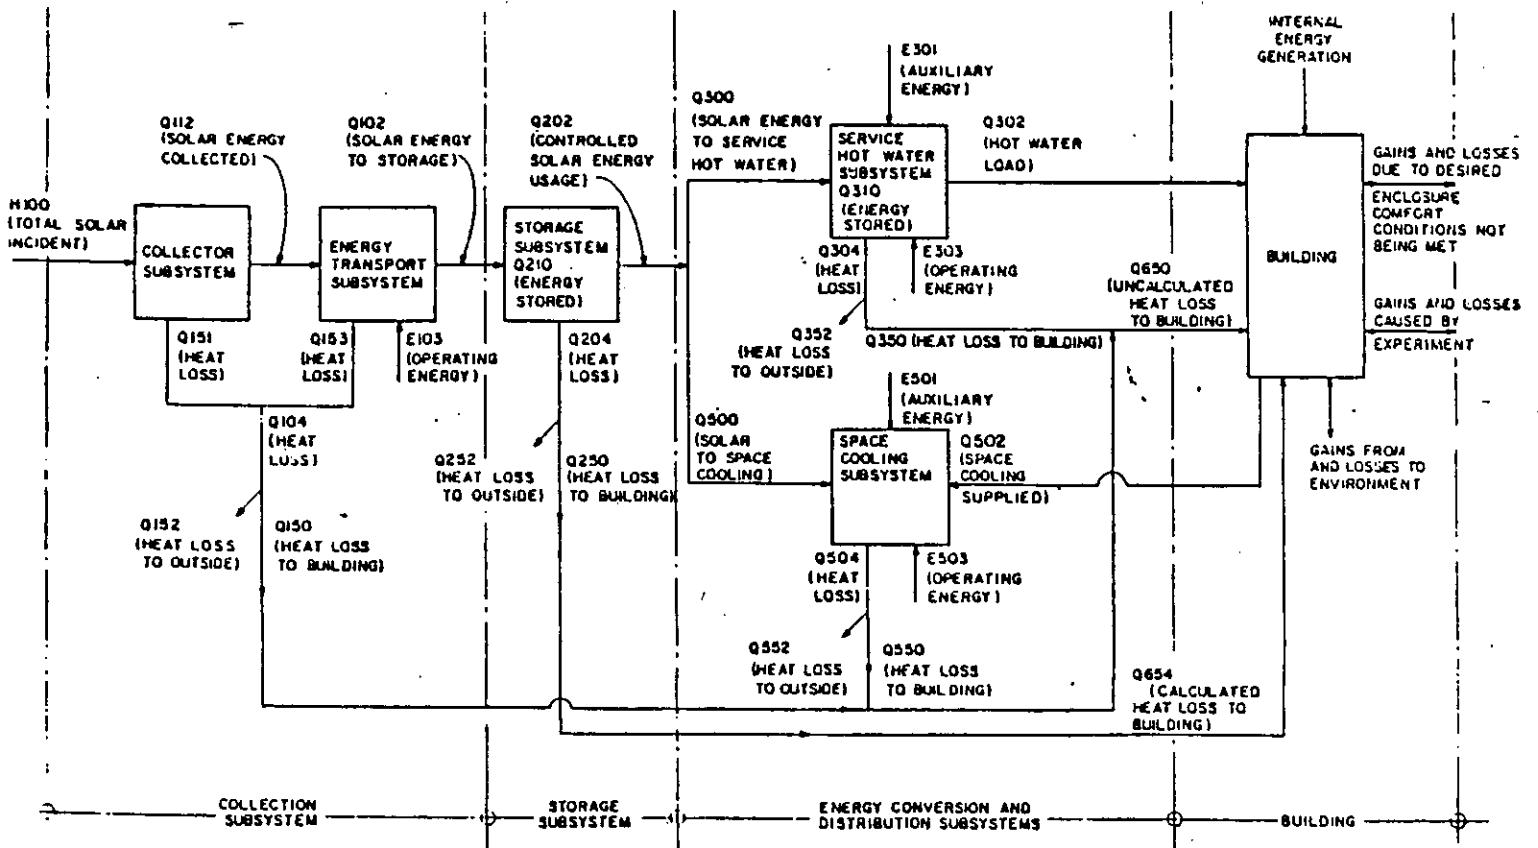 H100
(TOTAL SOLAR
INCIDENT)
Q112
(SOLAR ENERGY
COLLECTED)
COLLECTOR
SUBSYSTEM
Q102
(SOLAR ENERGY
TO STORAGE)
ENERGY
TRANSPORT
SUBSYSTEM
Q202
(CONTROLLED
SOLAR ENERGY
USAGE)
STORAGE
SUBSYSTEM
Q210
(ENERGY
STORED)
Q151
(HEAT
LOSS)
Q153
(HEAT
LOSS)
E103
(OPERATING
ENERGY)
Q104
(HEAT
LOSS)
Q152
(HEAT LOSS
TO OUTSIDE)
Q150
(HEAT LOSS
TO BUILDING)
Q204
(HEAT
LOSS)
Q252
(HEAT LOSS
TO OUTSIDE)
Q250
(HEAT LOSS
TO BUILDING)
Q300
(SOLAR ENERGY
TO SERVICE
HOT WATER)
E301
(AUXILIARY
ENERGY)
SERVICE
HOT WATER
SUBSYSTEM
Q310
(ENERGY
STORED)
Q302
(HOT WATER
LOAD)
Q304
(HEAT
LOSS)
E303
(OPERATING
ENERGY)
Q352
(HEAT LOSS
TO OUTSIDE)
Q350 (HEAT LOSS TO BUILDING)
Q650
(UNCALCULATED
HEAT LOSS
TO BUILDING)
Q500
(SOLAR
TO SPACE
COOLING)
E501
(AUXILIARY
ENERGY)
SPACE
COOLING
SUBSYSTEM
Q502
(SPACE
COOLING
SUPPLIED)
Q504
(HEAT
LOSS)
E503
(OPERATING
ENERGY)
Q552
(HEAT LOSS
TO OUTSIDE)
Q550
(HEAT LOSS
TO BUILDING)
Q654
(CALCULATED
HEAT LOSS TO
BUILDING)
INTERNAL
ENERGY
GENERATION
BUILDING
GAINS AND LOSSES
DUE TO DESIRED
ENCLOSURE
COMFORT
CONDITIONS NOT
BEING MET
GAINS AND LOSSES
CAUSED BY
EXPERIMENT
GAINS FROM
AND LOSSES TO
ENVIRONMENT
COLLECTION
SUBSYSTEM
STORAGE
SUBSYSTEM
ENERGY CONVERSION AND
DISTRIBUTION SUBSYSTEMS
BUILDING